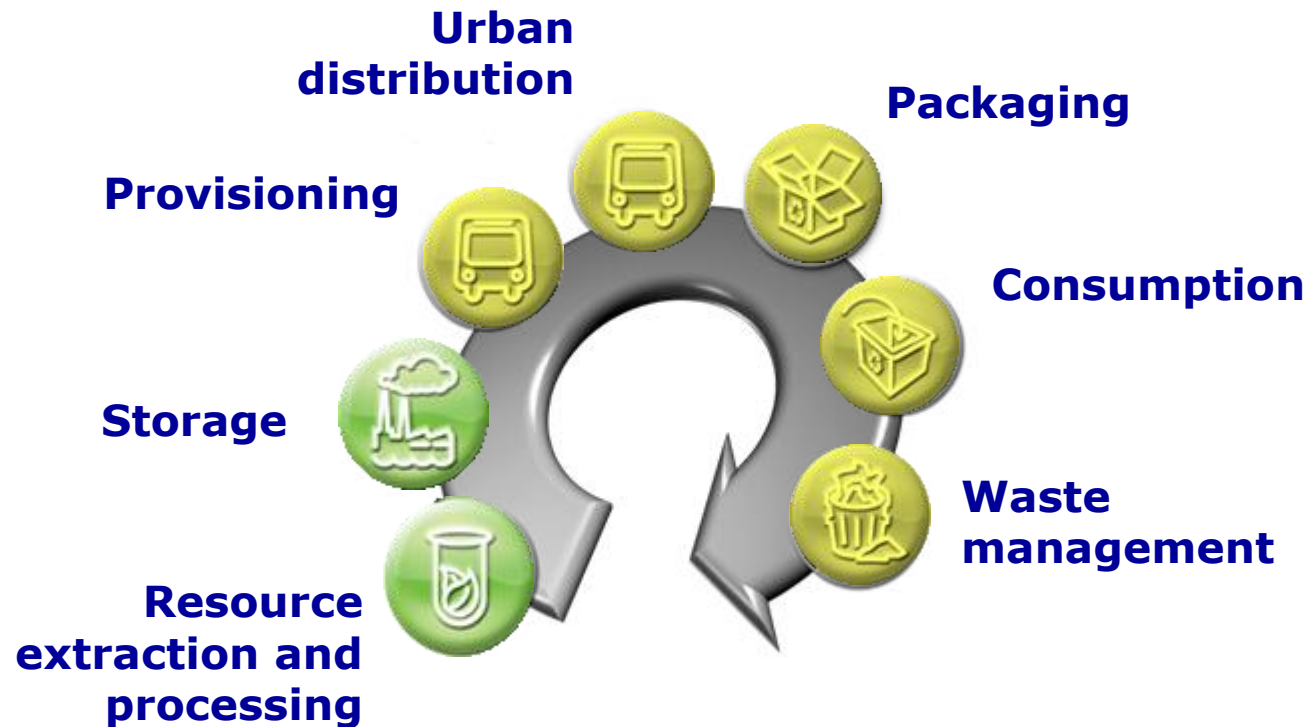 Urban
distribution
Packaging
Provisioning
Consumption
Storage
Waste
management
Resource
extraction and
processing